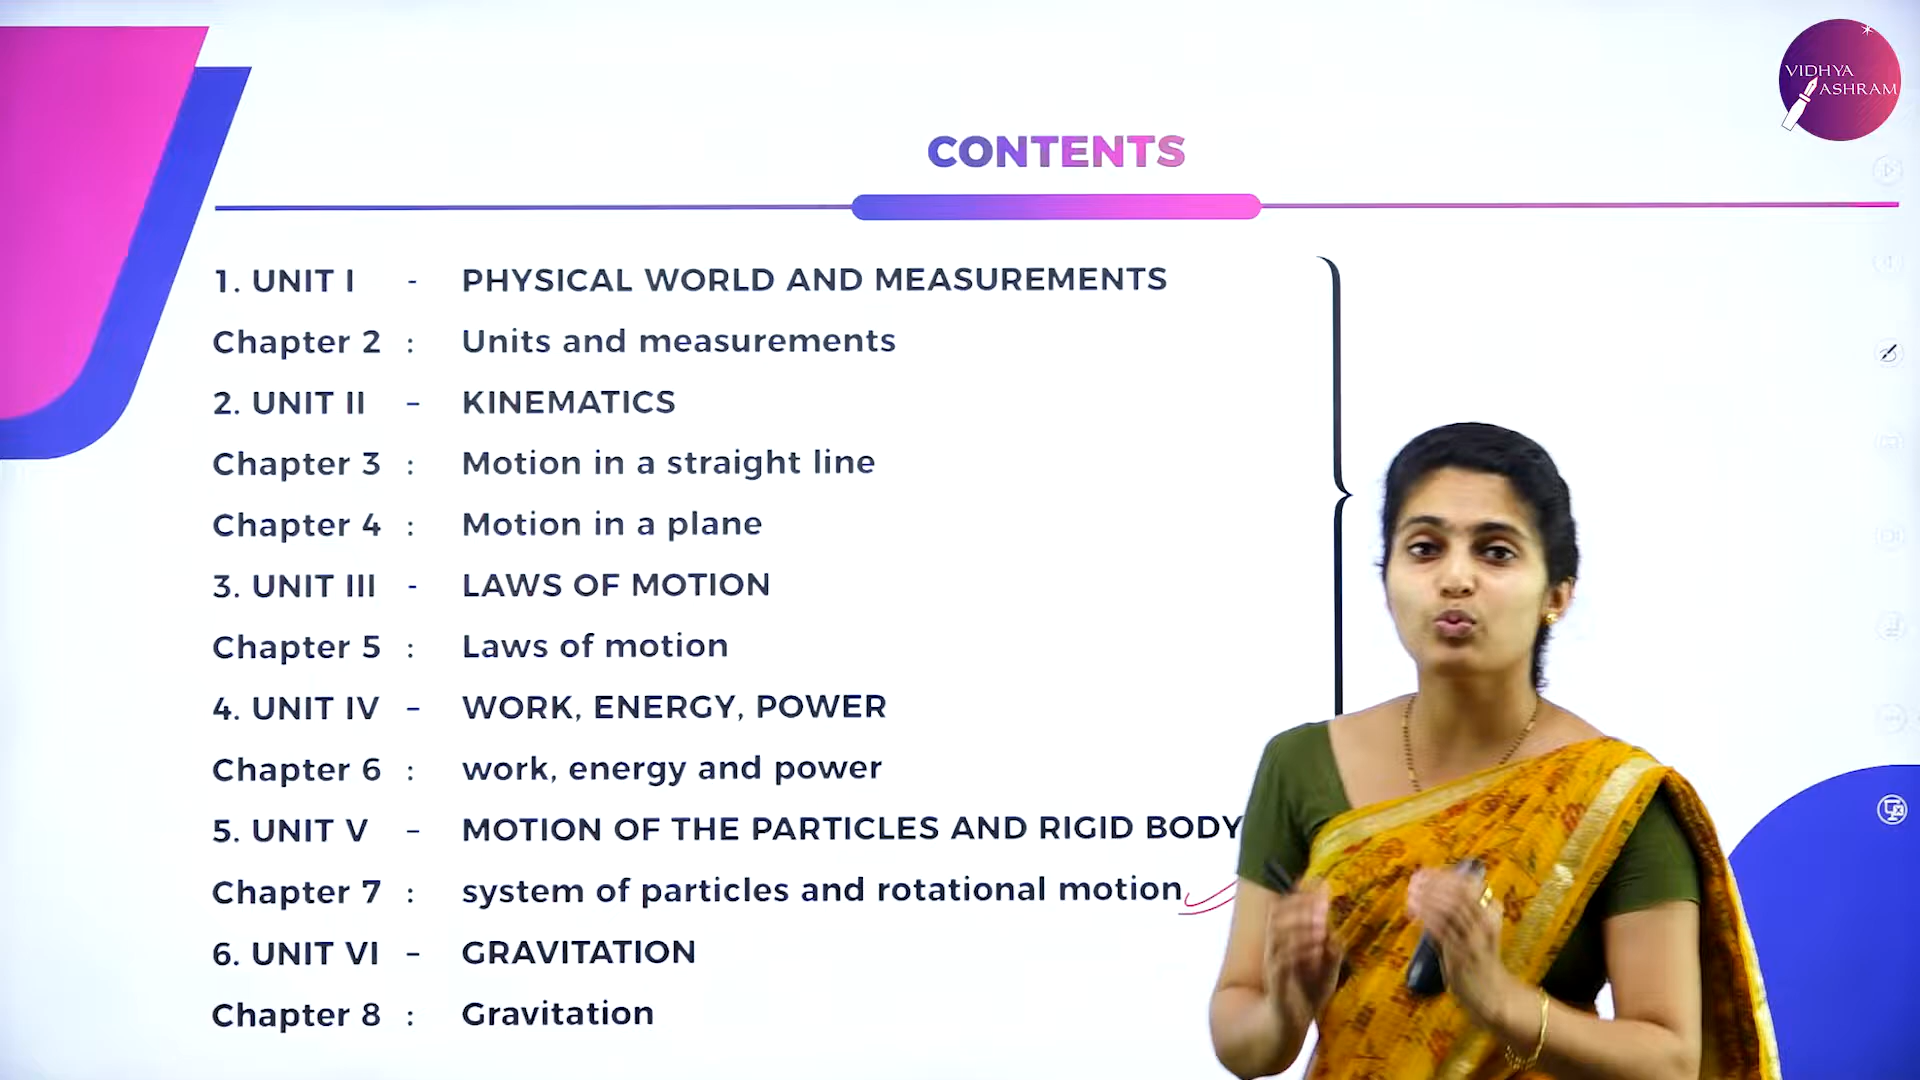 VIDHYA
ASHRAM
CONTENTS
1. UNIT I - PHYSICAL WORLD AND MEASUREMENTS
Chapter 2 : Units and measurements
2. UNIT II - KINEMATICS
Chapter 3 : Motion in a straight line
Chapter 4 : Motion in a plane
3. UNIT III - LAWS OF MOTION
Chapter 5 : Laws of motion
4. UNIT IV - WORK, ENERGY, POWER
Chapter 6 : work, energy and power
5. UNIT V - MOTION OF THE PARTICLES AND RIGID BODY
Chapter 7 : system of particles and rotational motion
6. UNIT VI - GRAVITATION
Chapter 8 : Gravitation